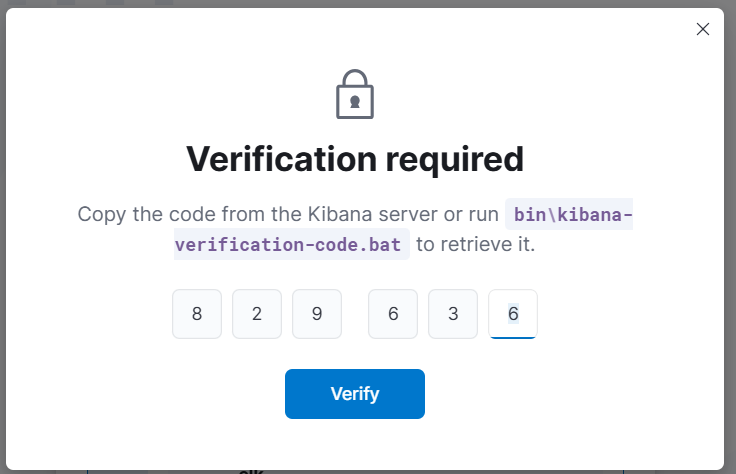 Verification required
Copy the code from the Kibana server or run bin\kibana-
verification-code.bat to retrieve it.
8 2 9 6 3 6
Verify